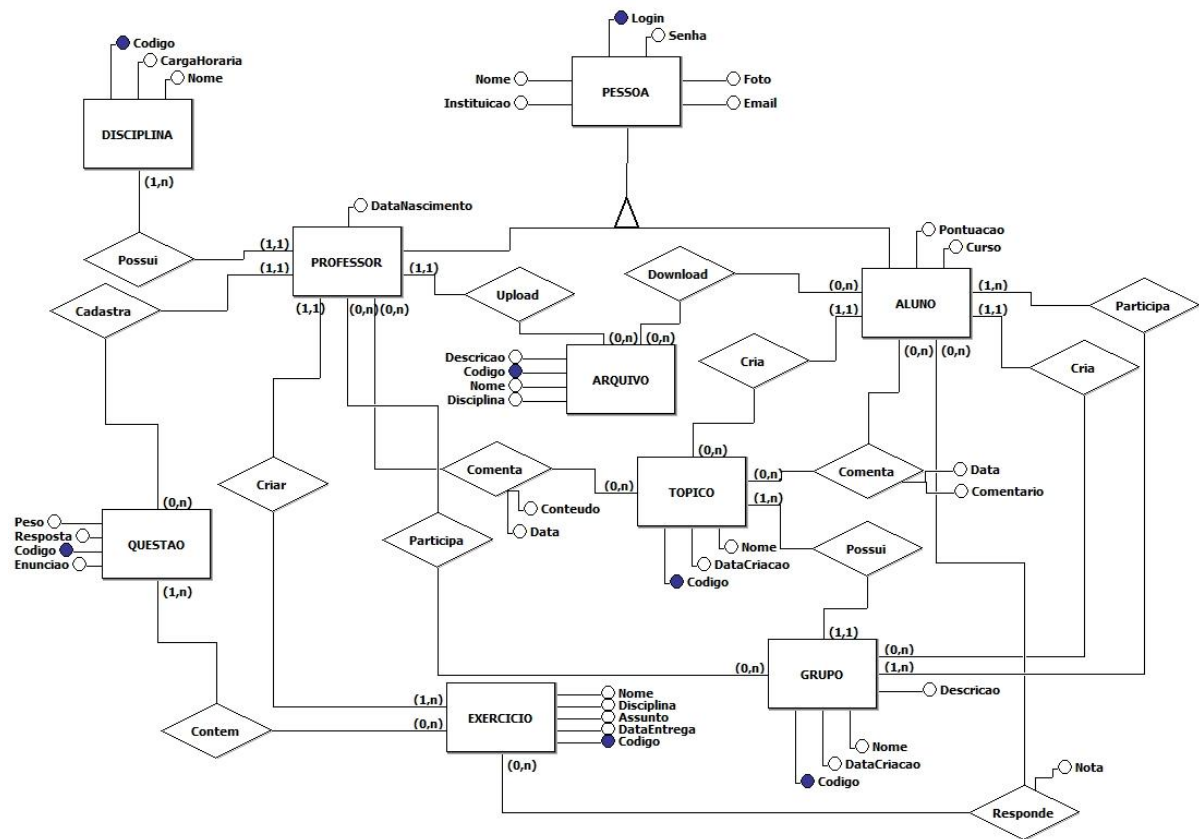 Login
Senha
Nome
Foto
PESSOA
Instituicao
Email
Codigo
CargaHoraria
Nome
DISCIPLINA
(1,n)
Possui
(1,1)
(1,1)
Cadastra
DataNascimento
PROFESSOR
(1,1)
(1,1)
(0,n)
(0,n)
Upload
Download
(0,n)
Pontuacao
Curso
ALUNO
(1,n)
(1,1)
(1,1)
(0,n)
(0,n)
Participa
Cria
Cria
(0,n)
(0,n)
Descricao
Codigo
Nome
Disciplina
ARQUIVO
Criar
Comenta
Conteudo
Data
(0,n)
(0,n)
TOPICO
(0,n)
(1,n)
Nome
DataCriacao
Codigo
Comenta
Data
Comentario
Possui
Participa
(0,n)
Peso
Resposta
Codigo
Enunciao
QUESTAO
(1,n)
Contem
(1,n)
(0,n)
EXERCICIO
Nome
Disciplina
Assunto
DataEntrega
Codigo
(0,n)
(1,1)
(0,n)
GRUPO
(0,n)
(1,n)
Descricao
Nome
DataCriacao
Codigo
Nota
Responde